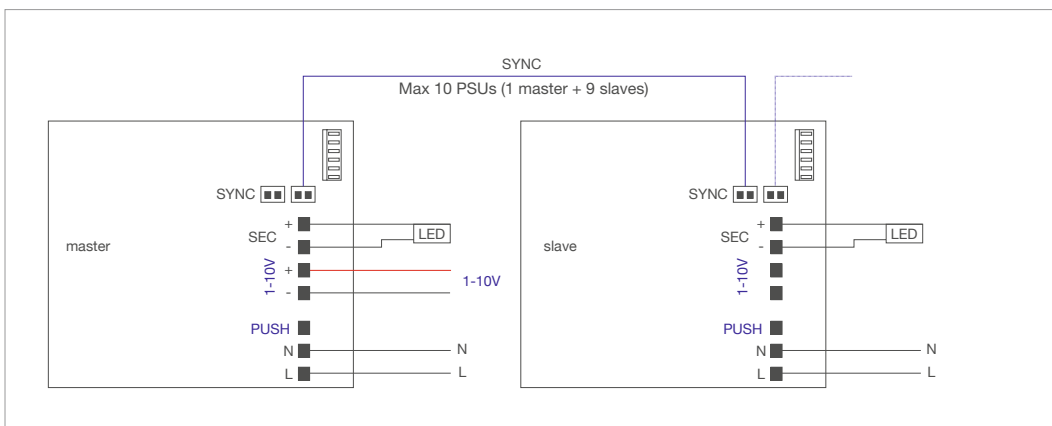 SYNC
Max 10 PSUs (1 master + 9 slaves)
SYNC
+
SEC
-
LED
master
1-10V
+
-
1-10V
PUSH
N
N
L
L
SYNC
+
SEC
-
LED
slave
1-10V
PUSH
N
N
L
L